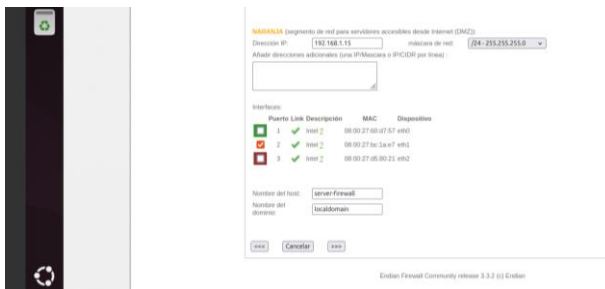 NARANJA (segmento de red para servidores accesibles desde Internet (DMZ)):
Dirección IP: 192.168.1.15 máscara de red: /24 - 255.255.255.0
Añadir direcciones adicionales (una IP/Mascara o IP/CIDR por línea) :
Interfaces:
Puerto Link Descripción MAC Dispositivo
1 Intel ? 08:00:27:60:d7:57 eth0
2 Intel ? 08:00:27:bc:1a:e7 eth1
3 Intel ? 08:00:27:d5:80:21 eth2
Nombre del host: server-firewall
Nombre del
dominio: localdomain
<<< Cancelar >>>
Endian Firewall Community release 3.3.2 (c) Endian